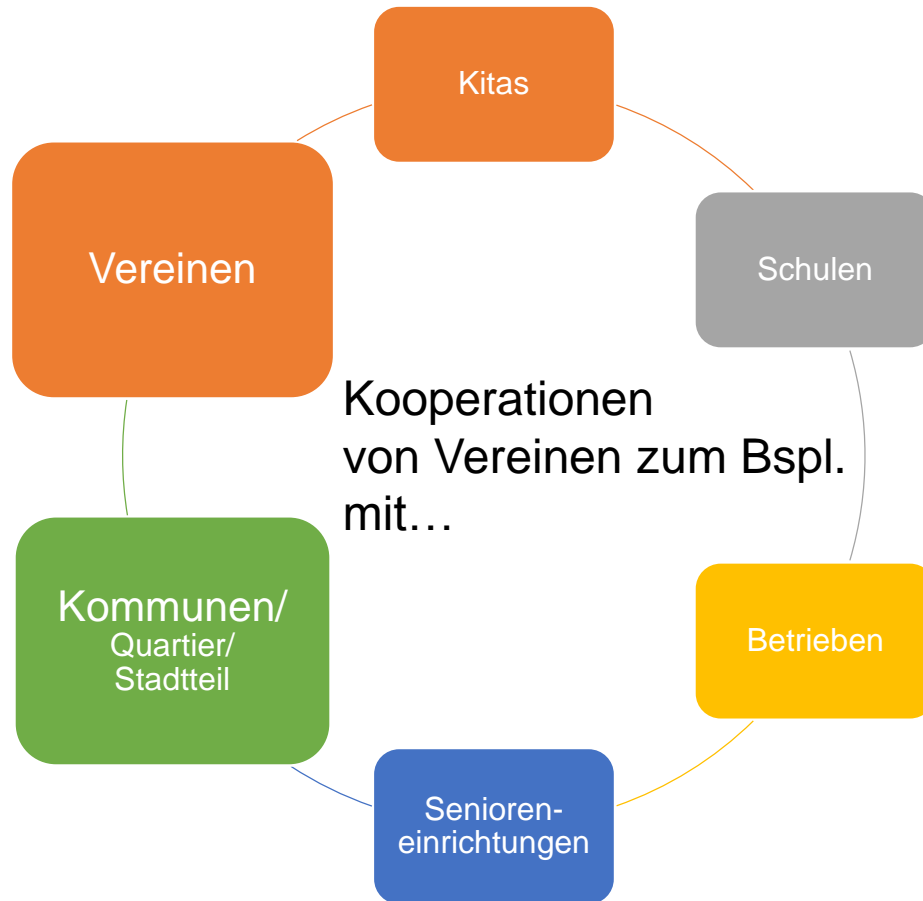 Kitas
Vereinen
Schulen
Kooperationen
von Vereinen zum Bspl.
mit…
Kommunen/
Quartier/
Stadtteil
Betrieben
Senioren-
einrichtungen